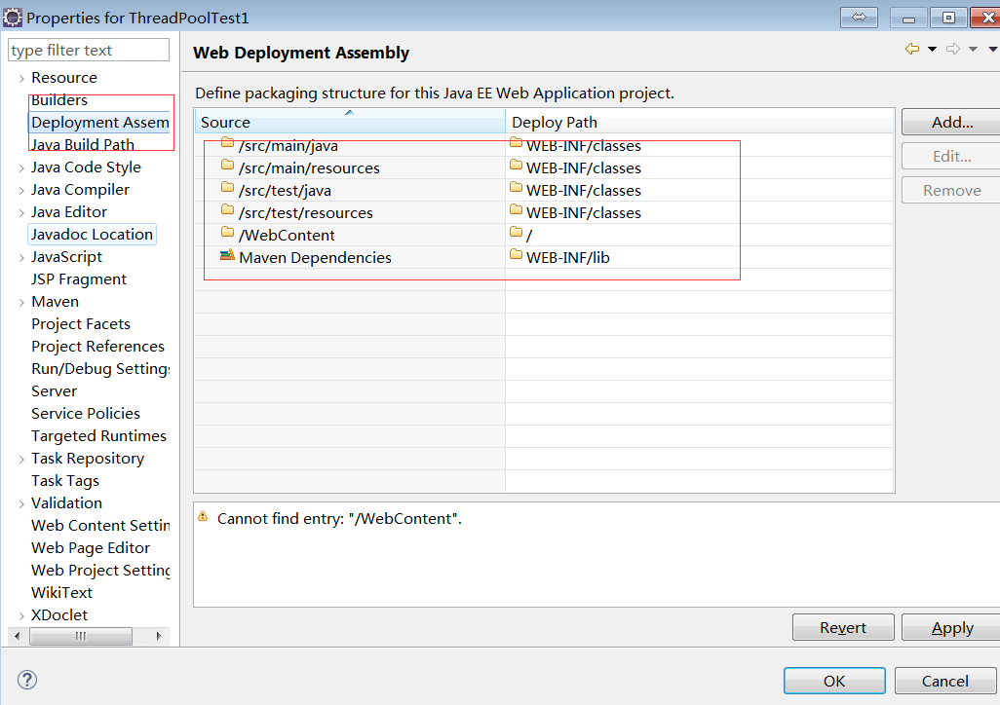 Properties for ThreadPoolTest1
type filter text
Resource
Builders
Deployment Assem
Java Build Path
Java Code Style
Java Compiler
Java Editor
Javadoc Location
JavaScript
JSP Fragment
Maven
Project Facets
Project References
Run/Debug Settings
Server
Service Policies
Targeted Runtimes
Task Repository
Task Tags
Validation
Web Content Settin
Web Page Editor
Web Project Setting
WikiText
XDoclet
Web Deployment Assembly
Define packaging structure for this Java EE Web Application project.
Source Deploy Path
/src/main/java WEB-INF/classes
/src/main/resources WEB-INF/classes
/src/test/java WEB-INF/classes
/src/test/resources WEB-INF/classes
/WebContent /
Maven Dependencies WEB-INF/lib
Add...
Edit...
Remove
Cannot find entry: "/WebContent".
Revert Apply
OK Cancel